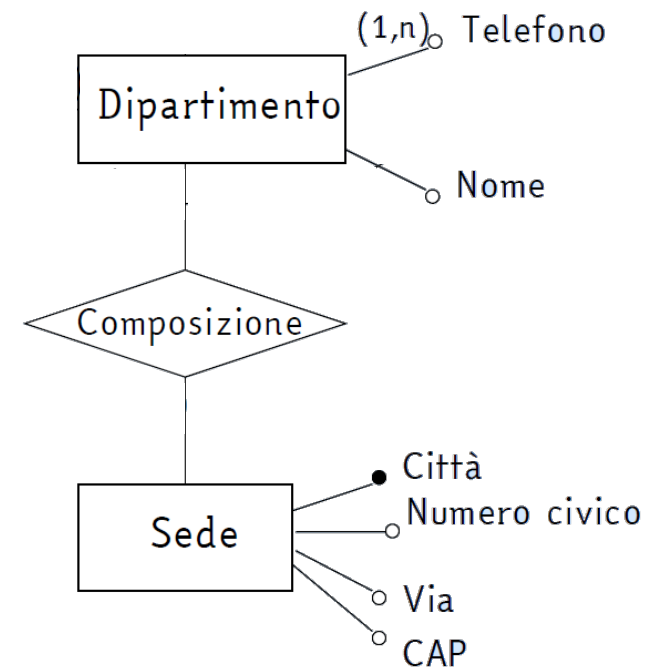 (1,n) Telefono
Dipartimento
Nome
Composizione
Città
Numero civico
Sede
Via
CAP